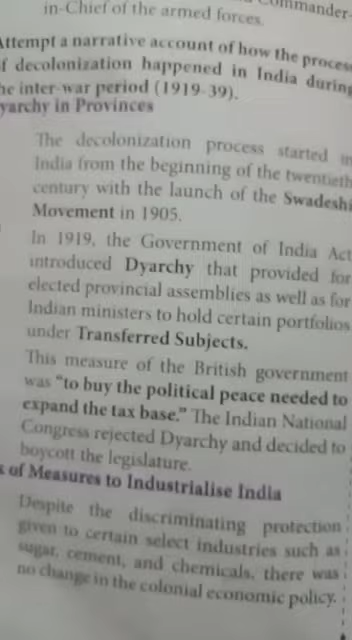 Commander-
in-Chief of the armed forces.
Attempt a narrative account of how the process
of decolonization happened in India during
the inter-war period (1919-39).
yarchy in Provinces
The decolonization process started in
India from the beginning of the twentieth
century with the launch of the Swadeshi
Movement in 1905.
In 1919, the Government of India Act
introduced Dyarchy that provided for
elected provincial assemblies as well as for
Indian ministers to hold certain portfolios
under Transferred Subjects.
This measure of the British government
was “to buy the political peace needed to
expand the tax base.” The Indian National
Congress rejected Dyarchy and decided to
boycott the legislature.
of Measures to Industrialise India
Despite the discriminating protection
given to certain select industries such as
sugar, cement, and chemicals, there was
no change in the colonial economic policy.